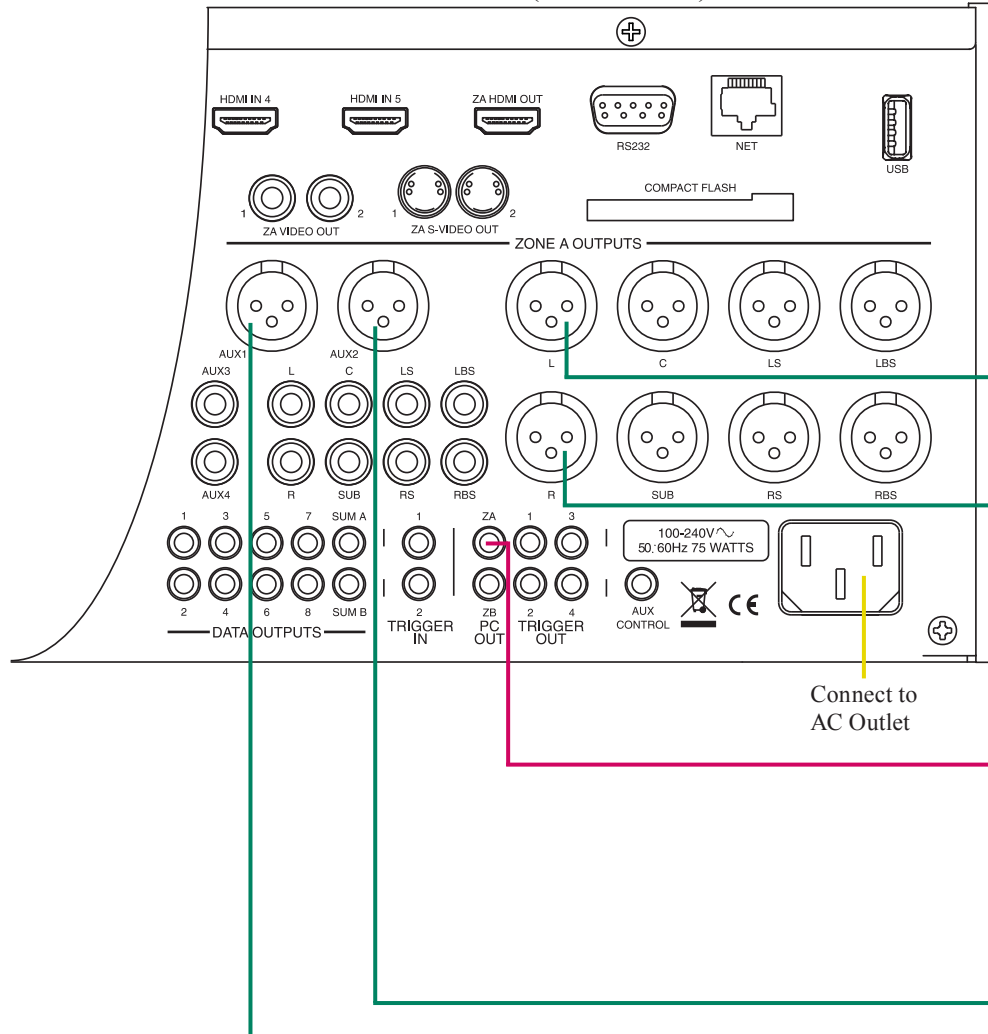 HDMI IN 4 HDMI IN 5 ZA HDMI OUT
RS232 NET
USB
COMPACT FLASH
1 2 1 2
ZA VIDEO OUT ZA S-VIDEO OUT
ZONE A OUTPUTS
AUX1 AUX2 L C LS LBS
AUX3 L C LS LBS
AUX4 R SUB RS RBS R SUB RS RBS
1 3 5 7 SUM A 1 ZA 1 3
100-240V
50/60Hz 75 WATTS
2 4 6 8 SUM B 2 ZB 2 4 AUX
DATA OUTPUTS TRIGGER PC TRIGGER CONTROL
IN OUT OUT
CE
Connect to
AC Outlet